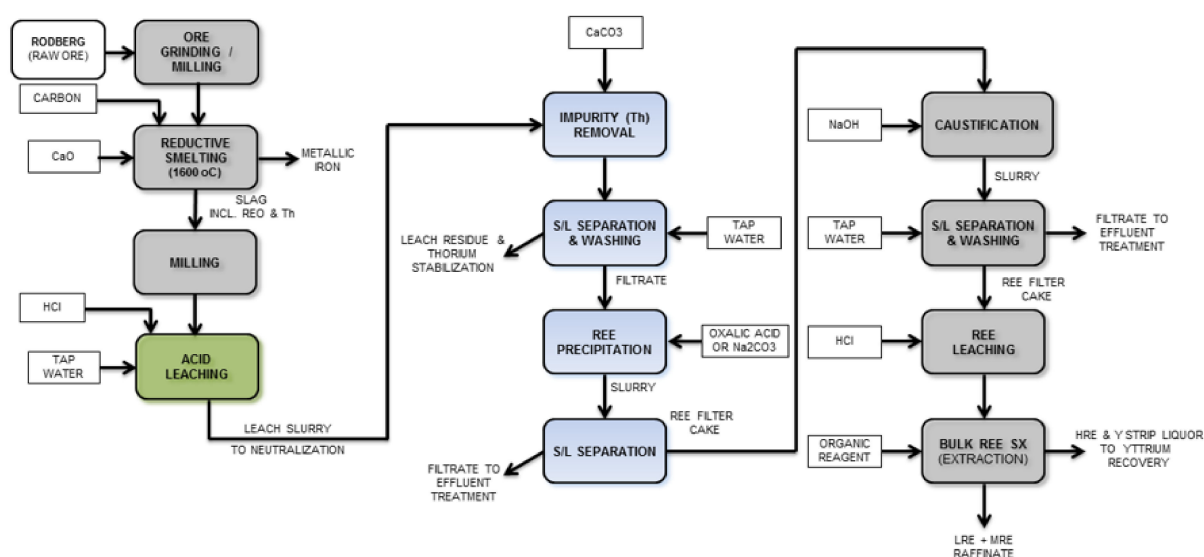 RODBERG
(RAW ORE)
ORE
GRINDING /
MILLING
CARBON
CaO
REDUCTIVE
SMELTING
(1600 oC)
METALLIC
IRON
SLAG
INCL. REO & Th
MILLING
HCl
TAP
WATER
ACID
LEACHING
LEACH SLURRY
TO NEUTRALIZATION
CaCO3
IMPURITY (Th)
REMOVAL
S/L SEPARATION
& WASHING
TAP
WATER
LEACH RESIDUE &
THORIUM
STABILIZATION
FILTRATE
REE
PRECIPITATION
OXALIC ACID
OR Na2CO3
SLURRY
REE FILTER
CAKE
S/L SEPARATION
FILTRATE TO
EFFLUENT
TREATMENT
NaOH
CAUSTIFICATION
SLURRY
TAP
WATER
S/L SEPARATION
& WASHING
FILTRATE TO
EFFLUENT
TREATMENT
REE FILTER
CAKE
HCl
REE
LEACHING
ORGANIC
REAGENT
BULK REE SX
(EXTRACTION)
HRE & Y STRIP LIQUOR
TO YTTRIUM
RECOVERY
LRE + MRE
RAFFINATE